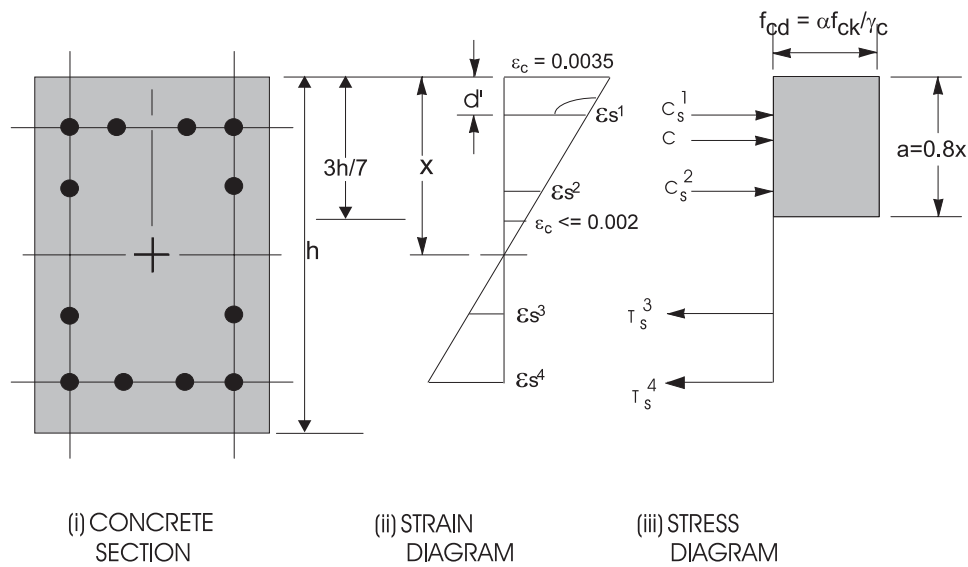 f_cd = αf_ck/γ_c
ε_c = 0.0035
d'
εs¹
C_s¹
C
3h/7
x
a=0.8x
εs²
C_s²
ε_c <= 0.002
h
εs³
T_s³
εs⁴
T_s⁴
(i) CONCRETE
SECTION
(ii) STRAIN
DIAGRAM
(iii) STRESS
DIAGRAM